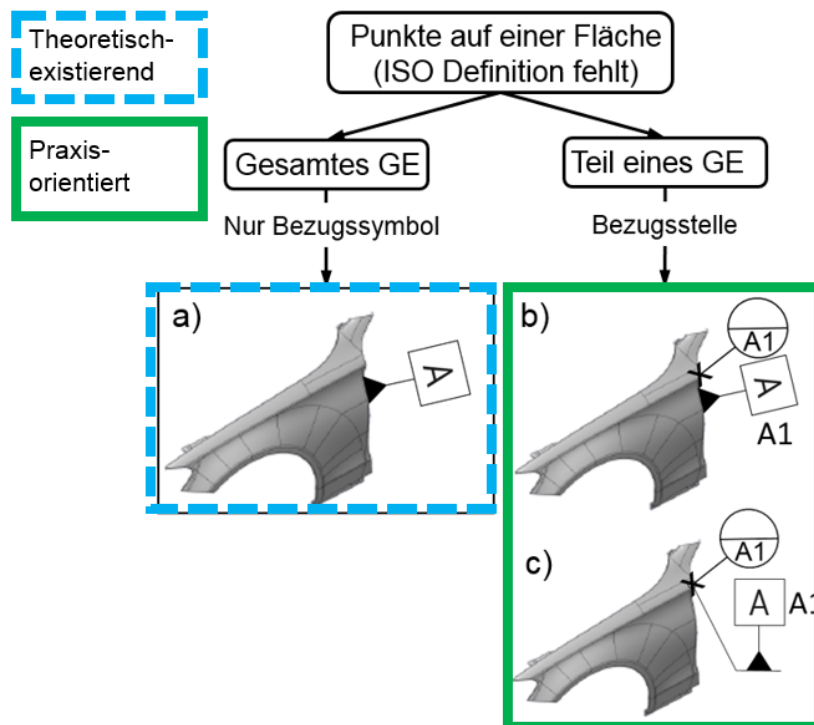 Theoretisch-
existierend
Praxis-
orientiert
Punkte auf einer Fläche
(ISO Definition fehlt)
Gesamtes GE
Teil eines GE
Nur Bezugssymbol
Bezugsstelle
a)
A
b)
A1
A
A1
c)
A1
A A1